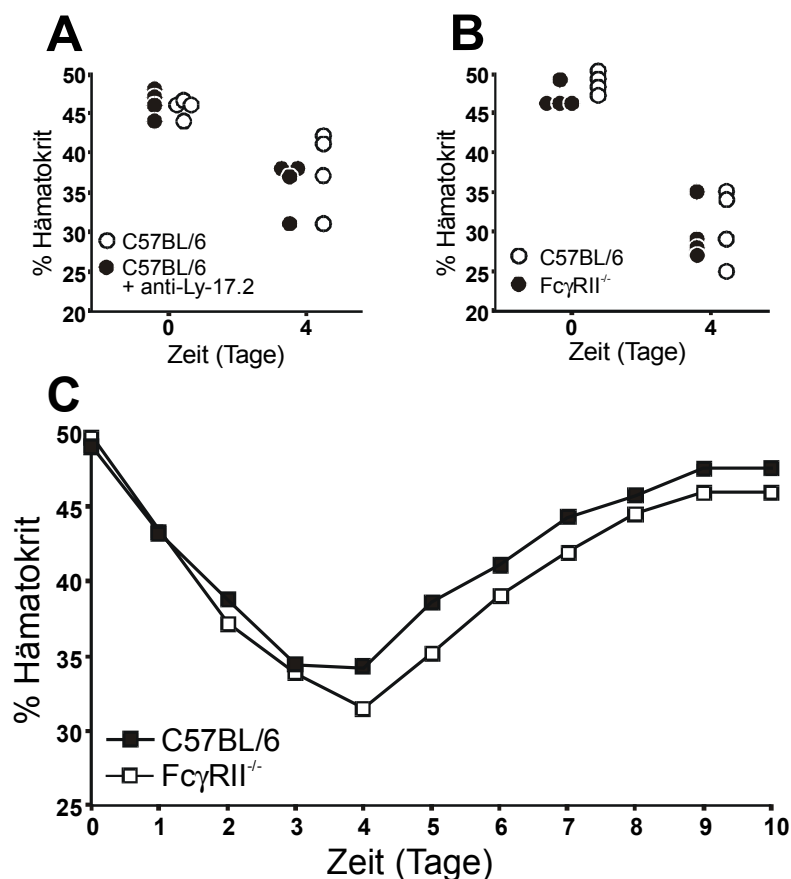 A
% Hämatokrit
50
45
40
35
30
25
20
C57BL/6
C57BL/6
+ anti-Ly-17.2
0 4
Zeit (Tage)
B
% Hämatokrit
50
45
40
35
30
25
20
C57BL/6
FcγRII-/-
0 4
Zeit (Tage)
C
% Hämatokrit
50
45
40
35
30
25
C57BL/6
FcγRII-/-
0 1 2 3 4 5 6 7 8 9 10
Zeit (Tage)